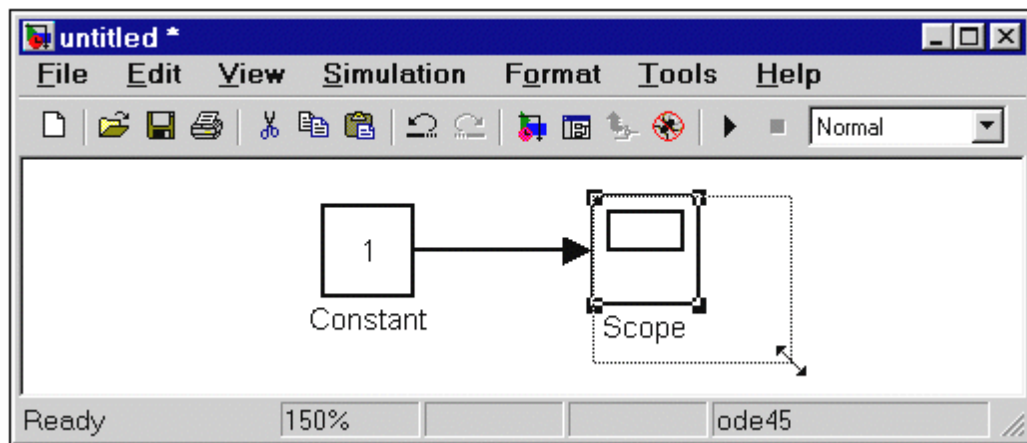 untitled *
File Edit View Simulation Format Tools Help
Normal
1
Constant
Scope
Ready 150% ode45